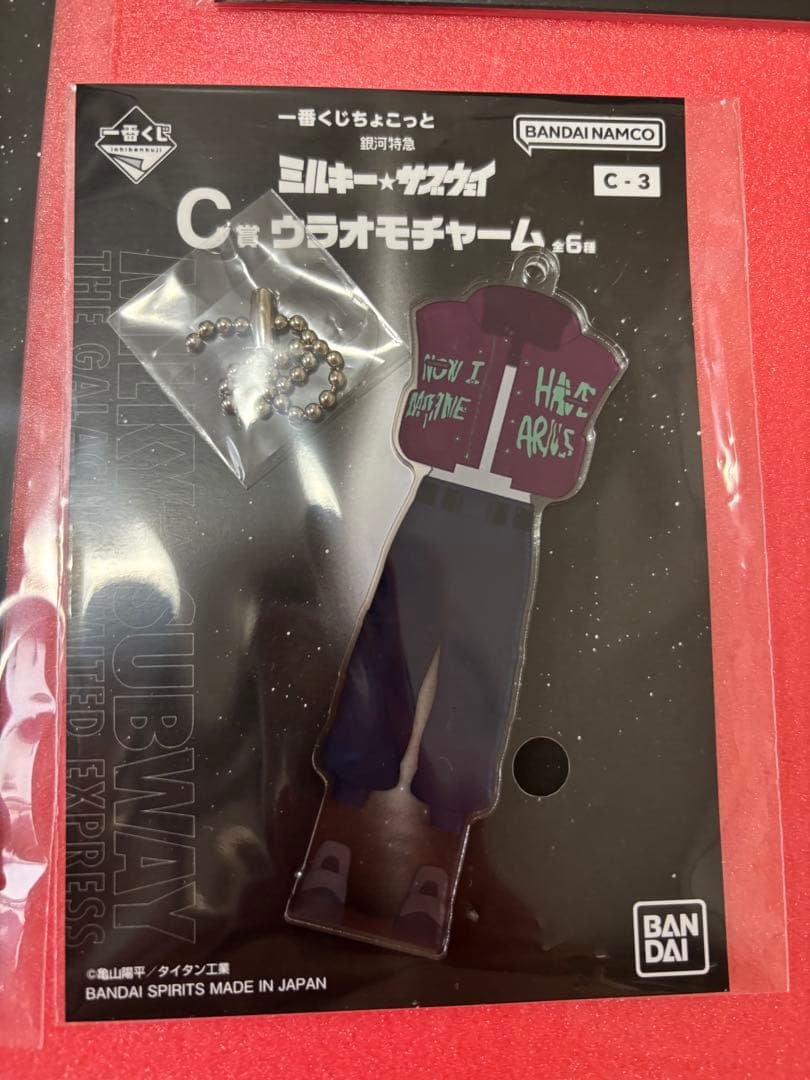 一番くじ
ichibankuji
一番くじちょこっと
BANDAI NAMCO
銀河特急
ミルキー★サブウェイ
C-3
C賞 ウラオモチャーム 全6種
MILKY☆SUBWAY
THE GALACTIC LIMITED EXPRESS
NOW I
HAVE
ARMS
BAN
DAI
©亀山陽平/タイタン工業
BANDAI SPIRITS MADE IN JAPAN